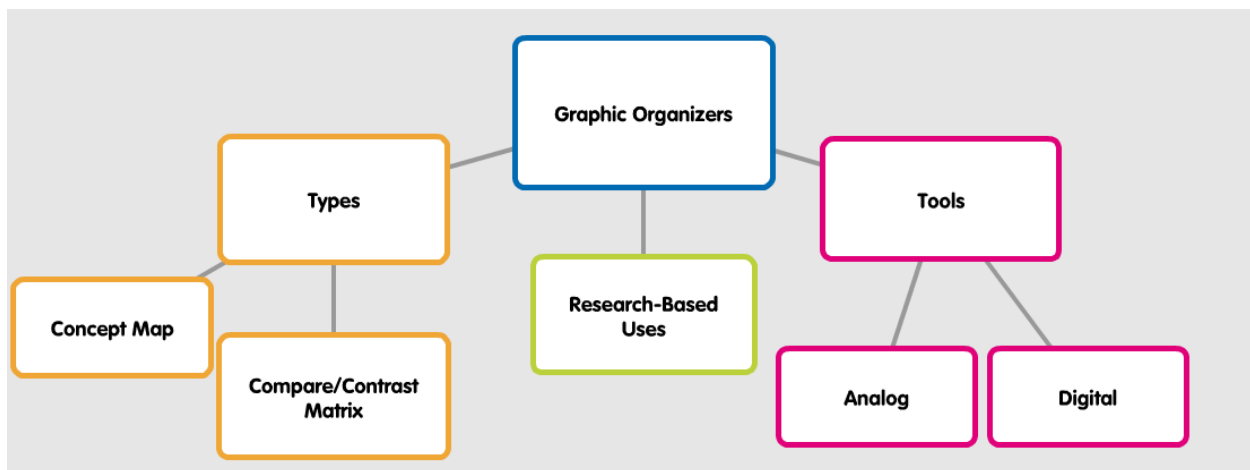 Graphic Organizers
Types
Tools
Research-Based
Uses
Concept Map
Compare/Contrast
Matrix
Analog
Digital